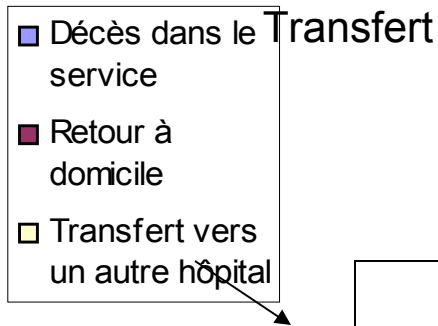 Transfert
Décès dans le
service
Retour à
domicile
Transfert vers
un autre hôpital